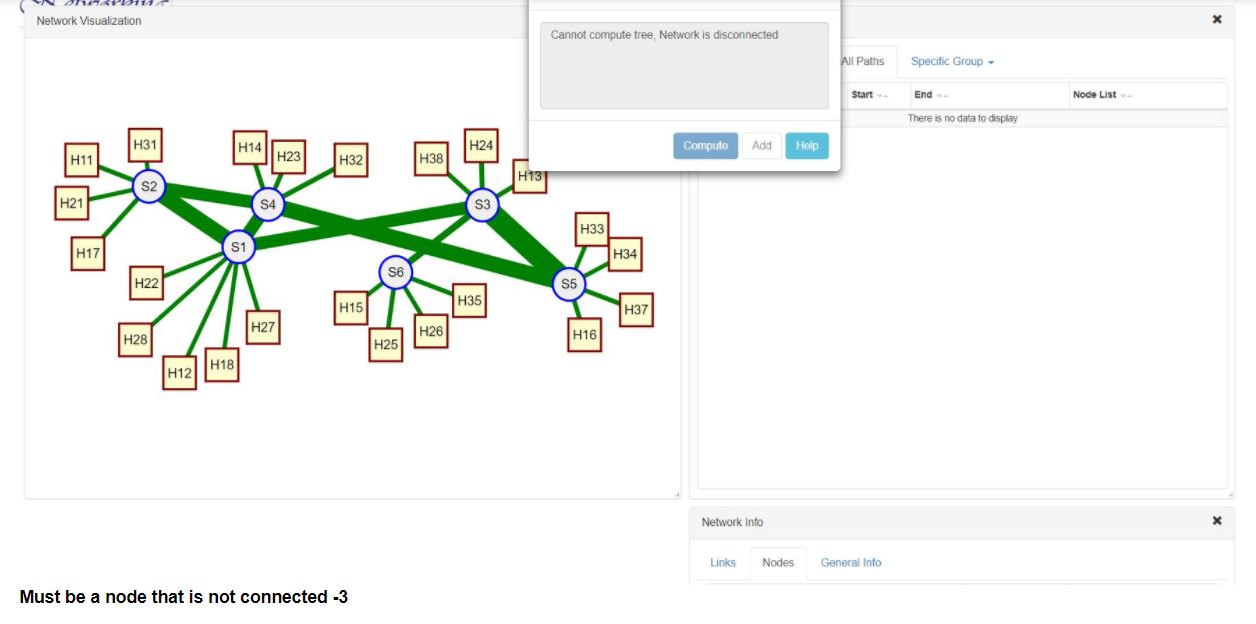 Networking
Network Visualization
Cannot compute tree, Network is disconnected
Compute Add Help
All Paths Specific Group
Start End Node List
There is no data to display
H31
H11
S2
H21
H17
H14
H23
H32
S4
S1
H22
H28
H12
H18
H27
H38
H24
H13
S3
S6
H15
H25
H26
H35
H33
H34
S5
H37
H16
Network Info
Links Nodes General Info
Must be a node that is not connected -3